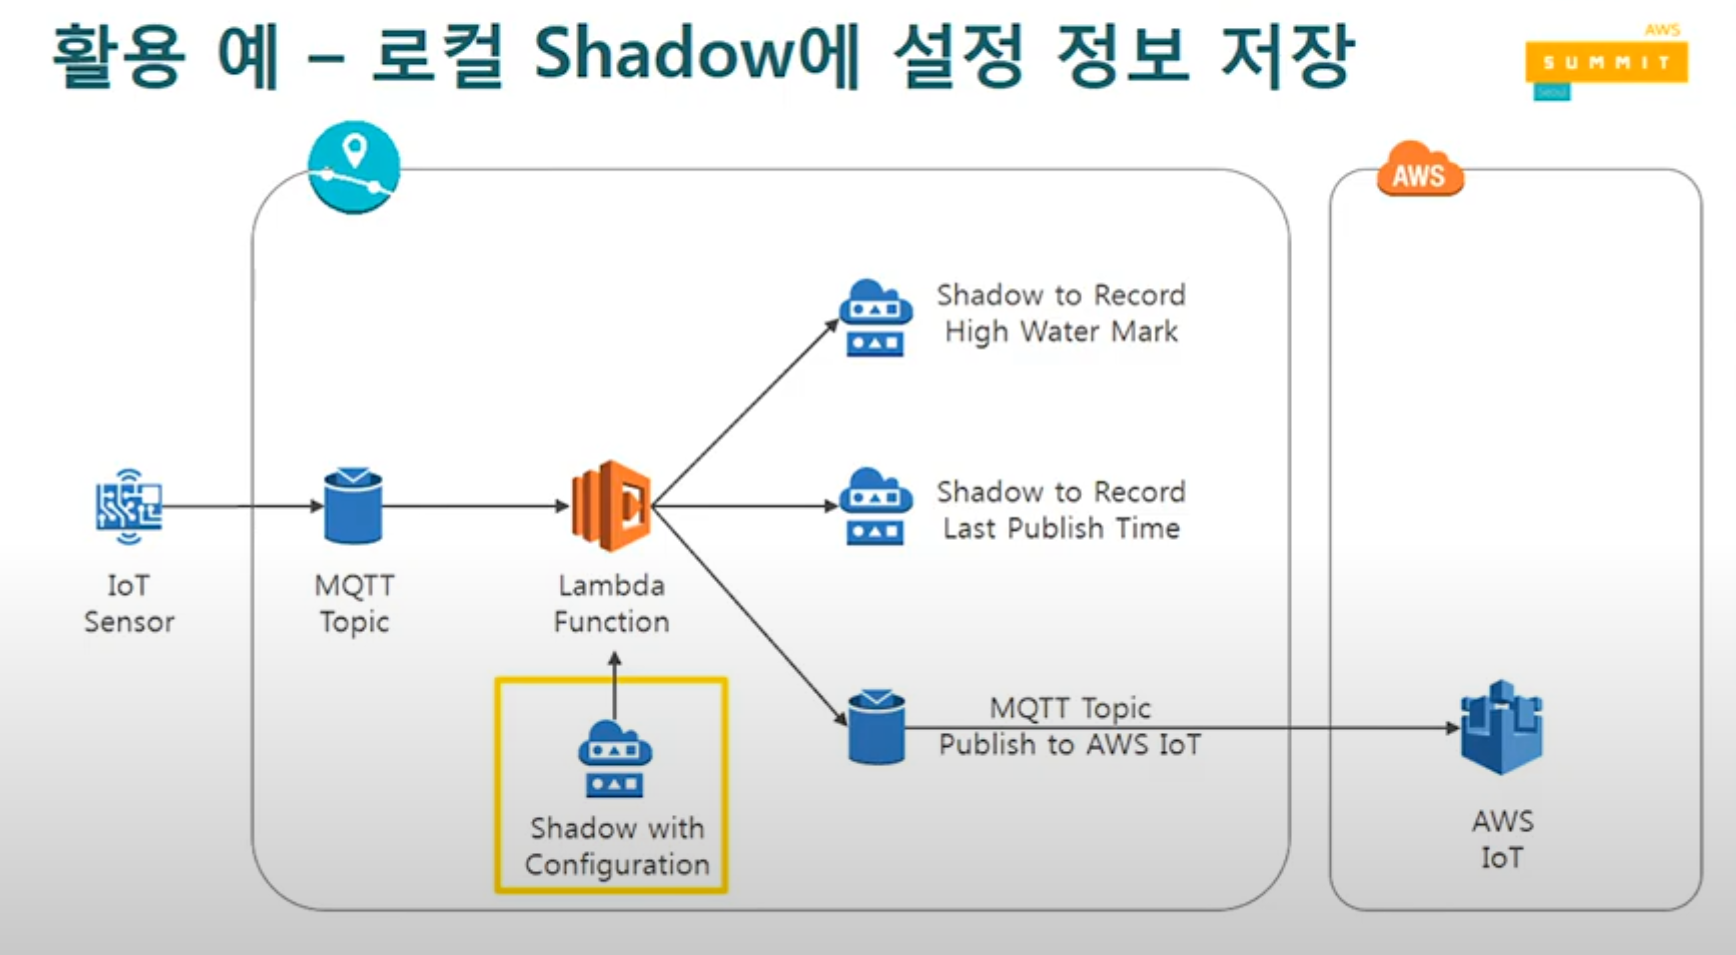 활용 예 – 로컬 Shadow에 설정 정보 저장
AWS
SUMMIT
Seoul
AWS
Shadow to Record
High Water Mark
Shadow to Record
Last Publish Time
IoT
Sensor
MQTT
Topic
Lambda
Function
MQTT Topic
Publish to AWS IoT
Shadow with
Configuration
AWS
IoT